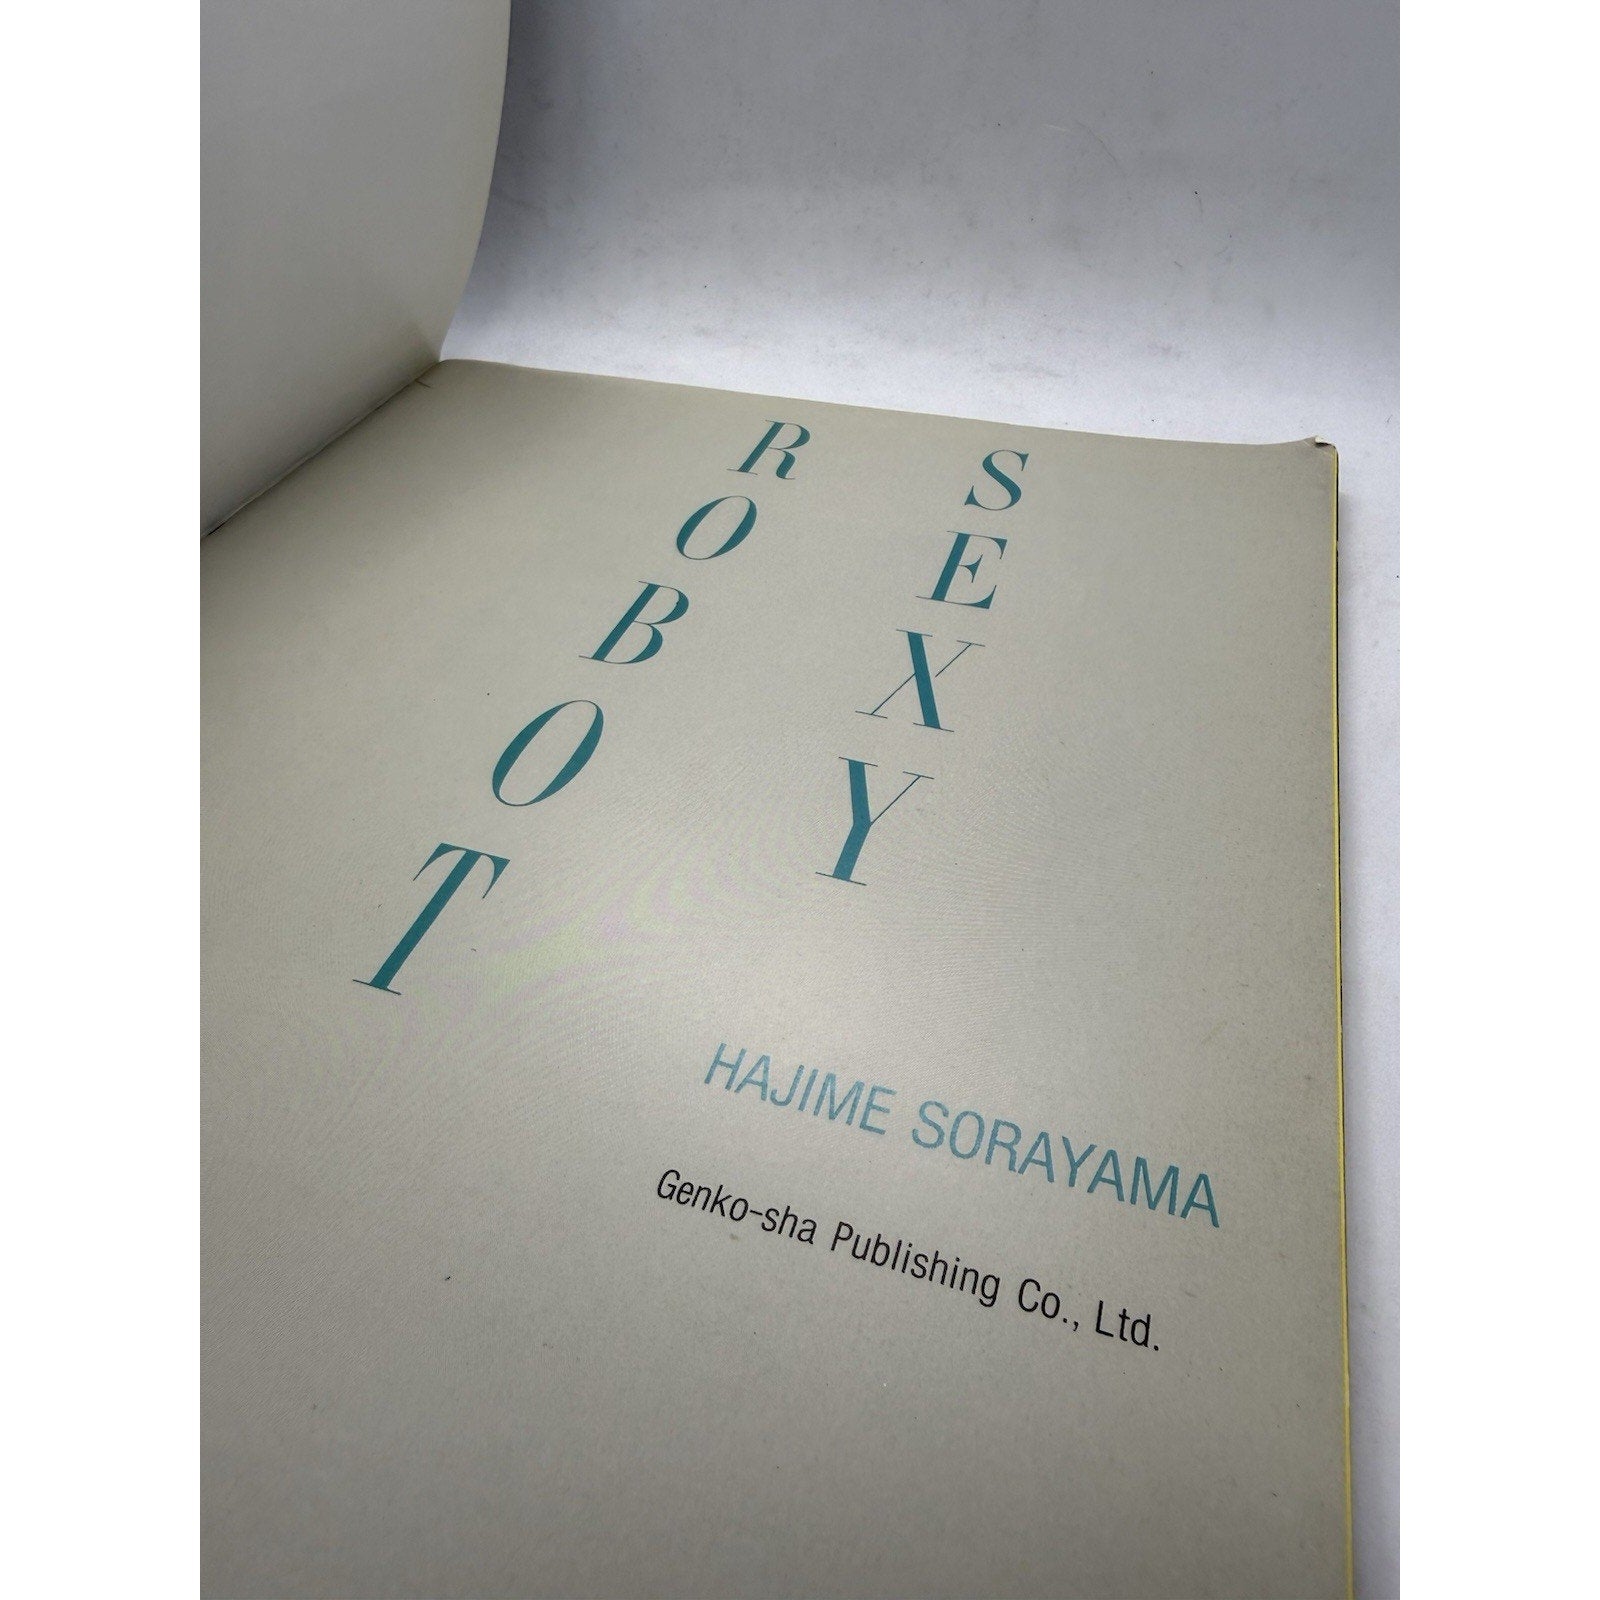 SEXY
ROBOT
HAJIME SORAYAMA
Genko-sha Publishing Co., Ltd.